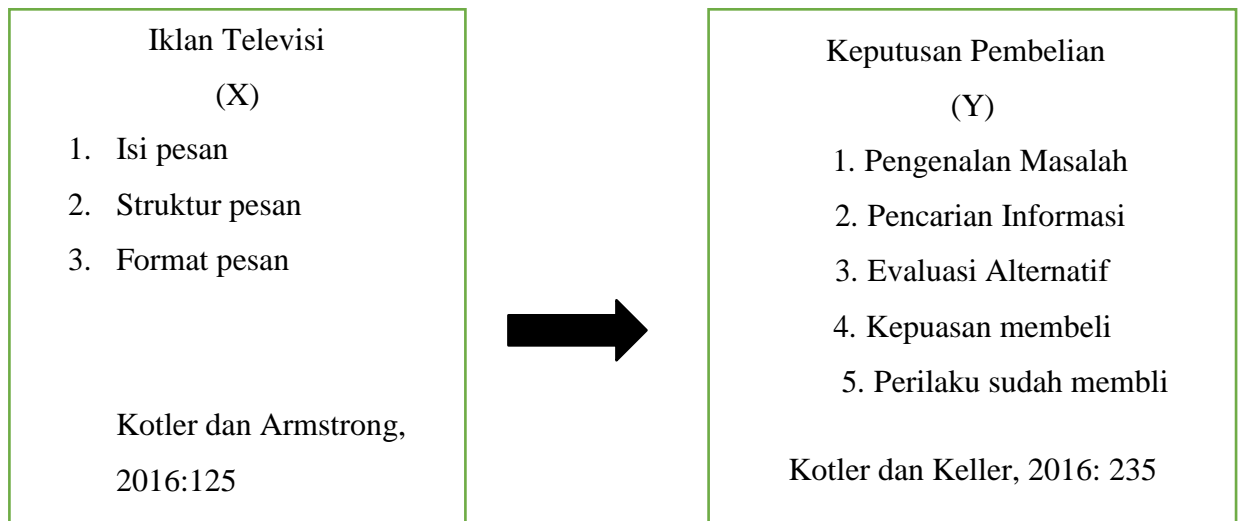 Iklan Televisi
(X)
1. Isi pesan
2. Struktur pesan
3. Format pesan
Kotler dan Armstrong,
2016:125
Keputusan Pembelian
(Y)
1. Pengenalan Masalah
2. Pencarian Informasi
3. Evaluasi Alternatif
4. Kepuasan membeli
5. Perilaku sudah membli
Kotler dan Keller, 2016: 235